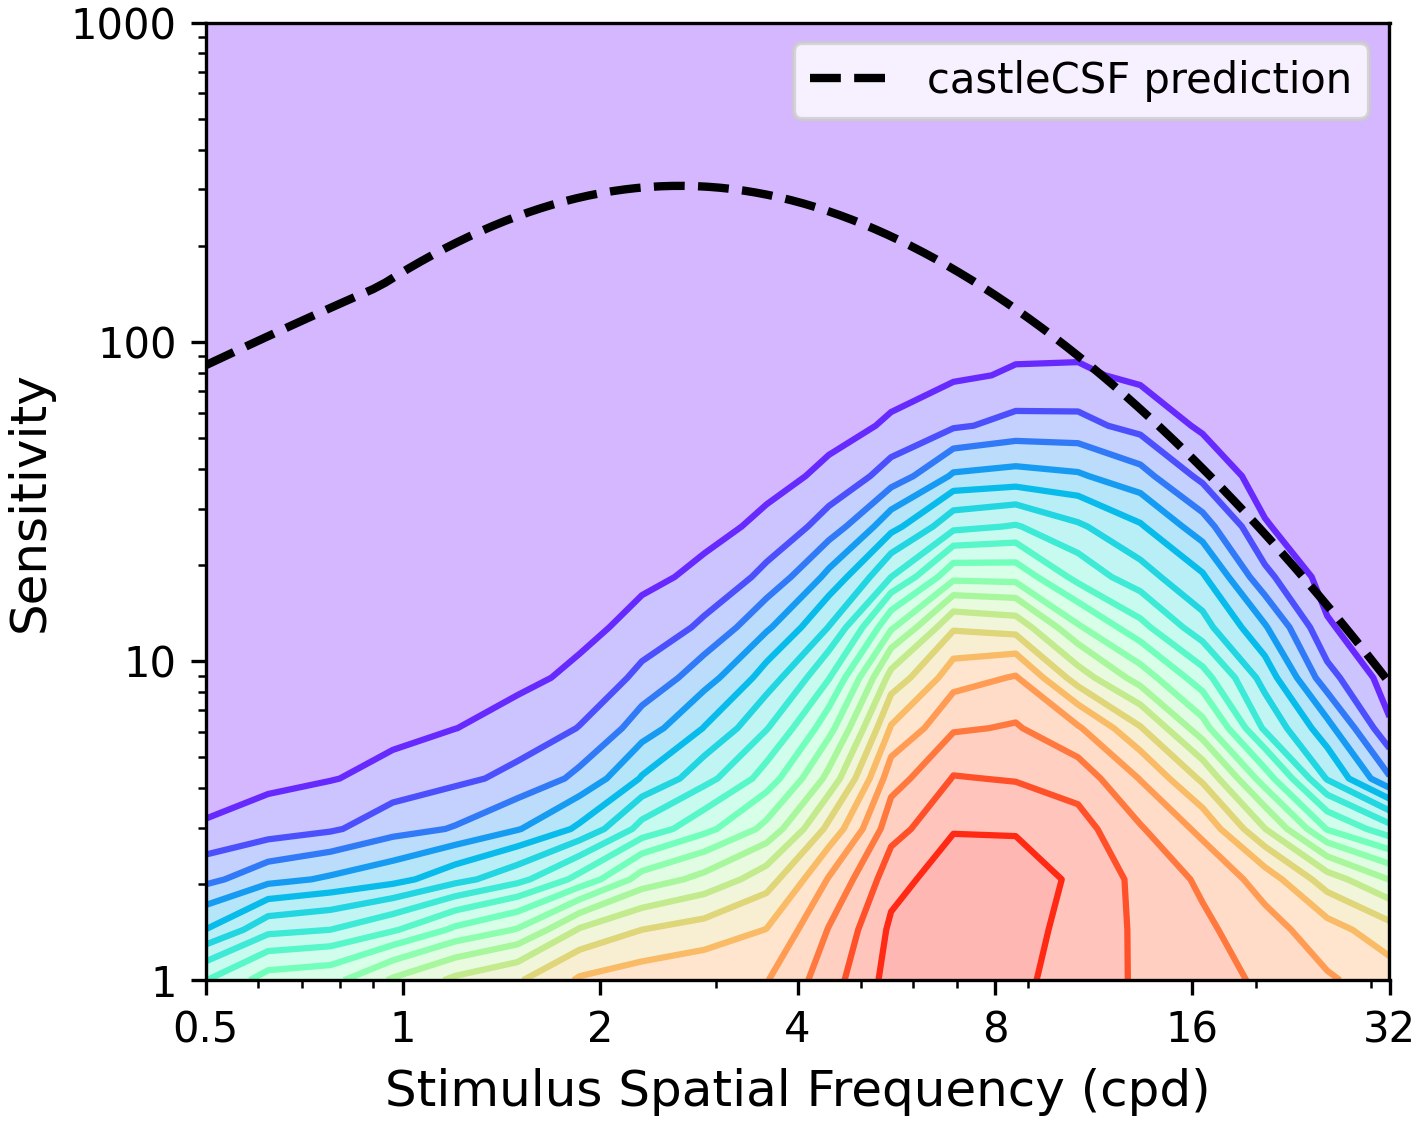 1000
castleCSF prediction
100
Sensitivity
10
1
0.5 1 2 4 8 16 32
Stimulus Spatial Frequency (cpd)